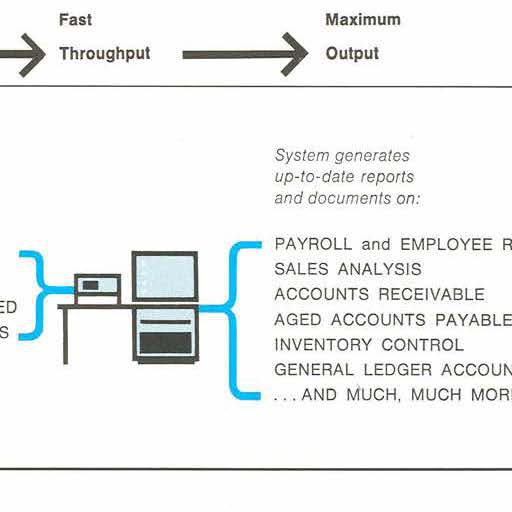 Fast
Throughput
Maximum
Output
System generates
up-to-date reports
and documents on:
PAYROLL and EMPLOYEE R
SALES ANALYSIS
ACCOUNTS RECEIVABLE
AGED ACCOUNTS PAYABLE
INVENTORY CONTROL
GENERAL LEDGER ACCOUN
...AND MUCH, MUCH MOR
ED
S